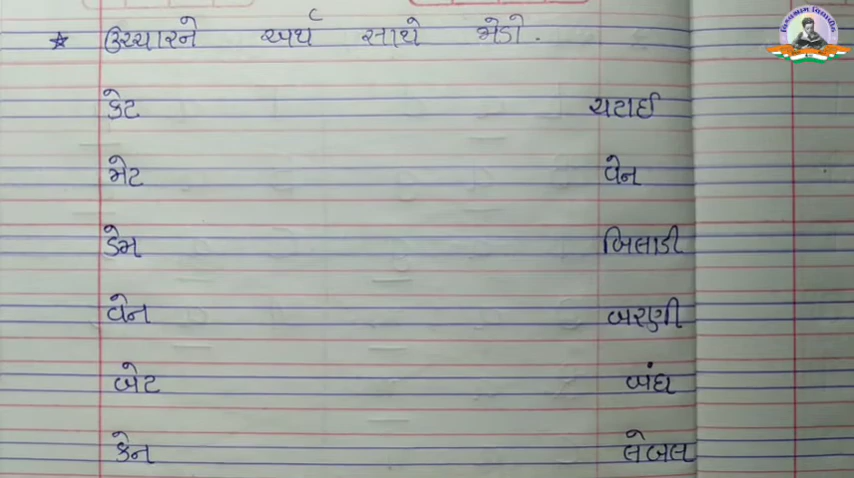 ★ ઉચ્ચારને અર્થ સાથે જોડો.
કેટ ચટાઈ
મેટ વેન
ડેમ બિલાડી
વેન બરણી
બેટ બંધ
કેન લેબલ